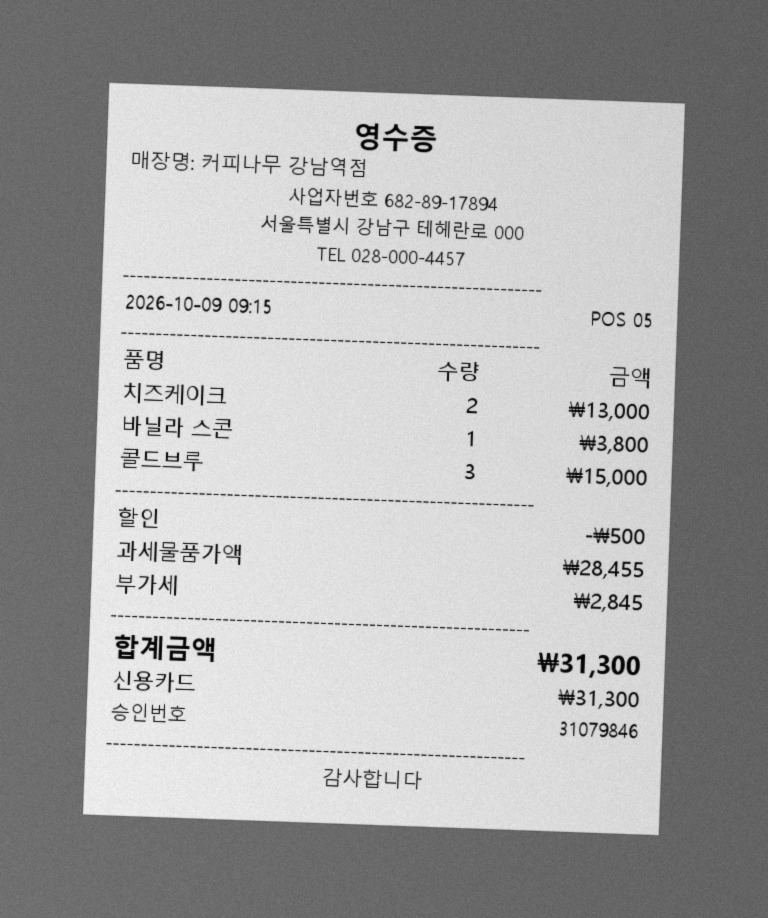 영수증
매장명: 커피나무 강남역점
사업자번호 682-89-17894
서울특별시 강남구 테헤란로 000
TEL 028-000-4457
2026-10-09 09:15 POS 05
품명 수량 금액
치즈케이크 2 ₩13,000
바닐라 스콘 1 ₩3,800
콜드브루 3 ₩15,000
할인 -₩500
과세물품가액 ₩28,455
부가세 ₩2,845
합계금액 ₩31,300
신용카드 ₩31,300
승인번호 31079846
감사합니다